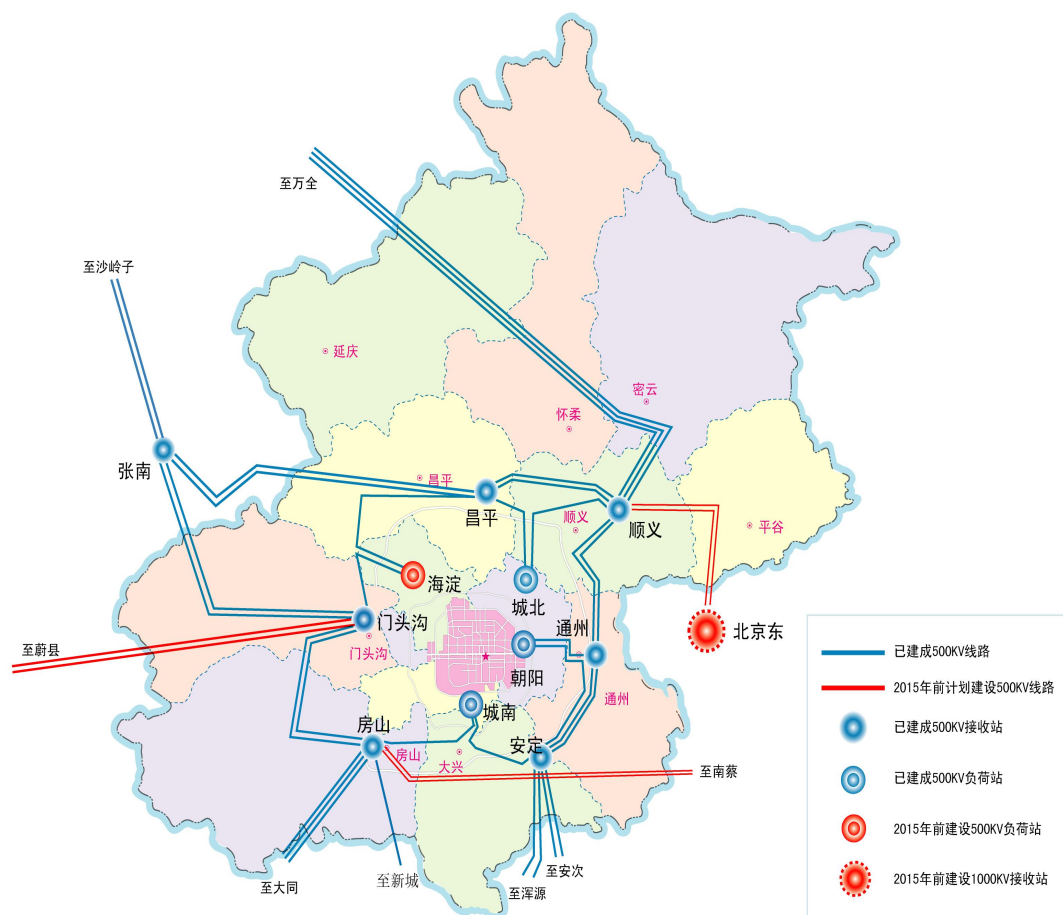 至万全
至沙岭子
延庆
密云
怀柔
张南
昌平
昌平
顺义
顺义
平谷
海淀
城北
门头沟
通州
北京东
门头沟
至蔚县
朝阳
通州
城南
房山
安定
房山
大兴
至南蔡
至大同
至新城
至浑源
至安次
已建成500KV线路
2015年前计划建设500KV线路
已建成500KV接收站
已建成500KV负荷站
2015年前建设500KV负荷站
2015年前建设1000KV接收站